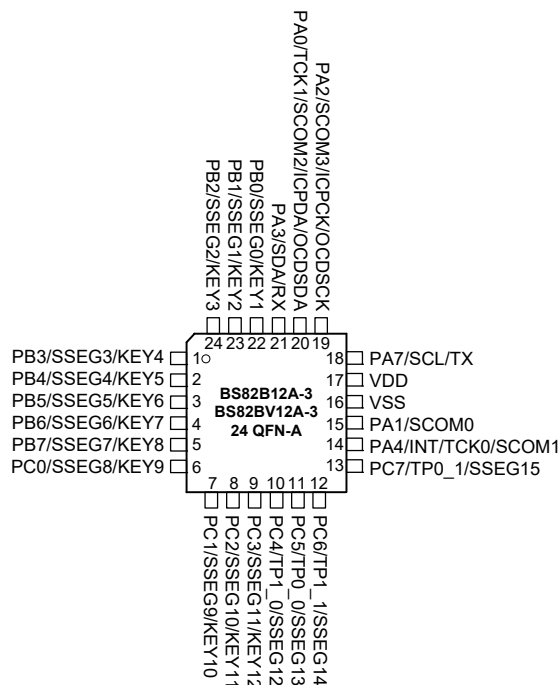 PB2/SSEG2/KEY3
PB1/SSEG1/KEY2
PB0/SSEG0/KEY1
PA3/SDA/RX
PA0/TCK1/SCOM2/ICPDA/OCDSDA
PA2/SCOM3/ICPCK/OCDSCK
24 23 22 21 20 19
PB3/SSEG3/KEY4 1
PB4/SSEG4/KEY5 2
PB5/SSEG5/KEY6 3
PB6/SSEG6/KEY7 4
PB7/SSEG7/KEY8 5
PC0/SSEG8/KEY9 6
BS82B12A-3
BS82BV12A-3
24 QFN-A
18 PA7/SCL/TX
17 VDD
16 VSS
15 PA1/SCOM0
14 PA4/INT/TCK0/SCOM1
13 PC7/TP0_1/SSEG15
7 8 9 10 11 12
PC1/SSEG9/KEY10
PC2/SSEG10/KEY11
PC3/SSEG11/KEY12
PC4/TP1_0/SSEG12
PC5/TP0_0/SSEG13
PC6/TP1_1/SSEG14